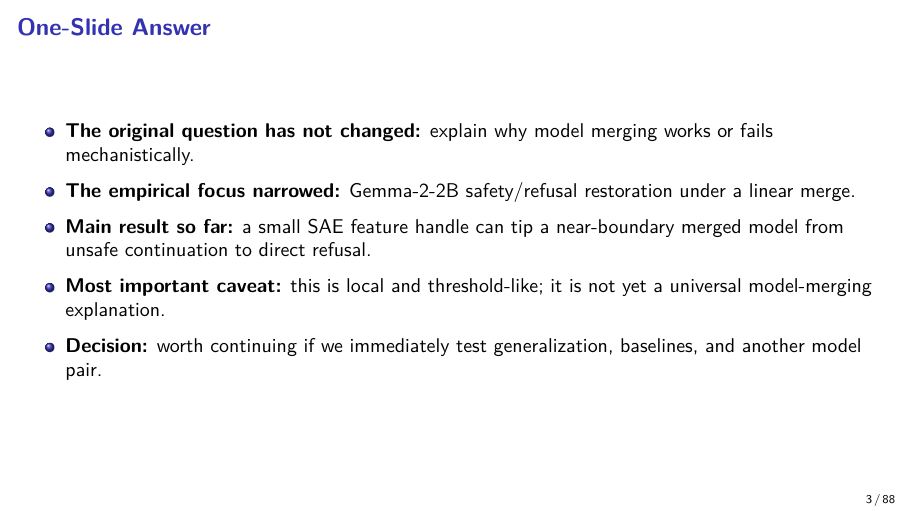 One-Slide Answer
The original question has not changed: explain why model merging works or fails
mechanistically.
The empirical focus narrowed: Gemma-2-2B safety/refusal restoration under a linear merge.
Main result so far: a small SAE feature handle can tip a near-boundary merged model from
unsafe continuation to direct refusal.
Most important caveat: this is local and threshold-like; it is not yet a universal model-merging
explanation.
Decision: worth continuing if we immediately test generalization, baselines, and another model
pair.
3 / 88